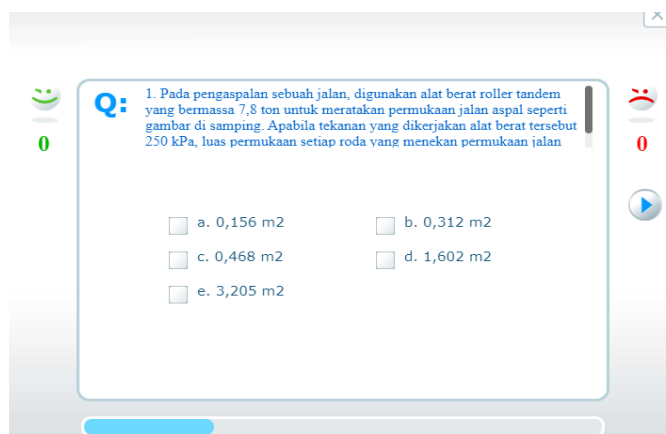 Q:
1. Pada pengaspalan sebuah jalan, digunakan alat berat roller tandem
yang bermassa 7,8 ton untuk meratakan permukaan jalan aspal seperti
gambar di samping. Apabila tekanan yang dikerjakan alat berat tersebut
250 kPa, luas permukaan setiap roda yang menekan permukaan jalan
0
0
a. 0,156 m2
b. 0,312 m2
c. 0,468 m2
d. 1,602 m2
e. 3,205 m2